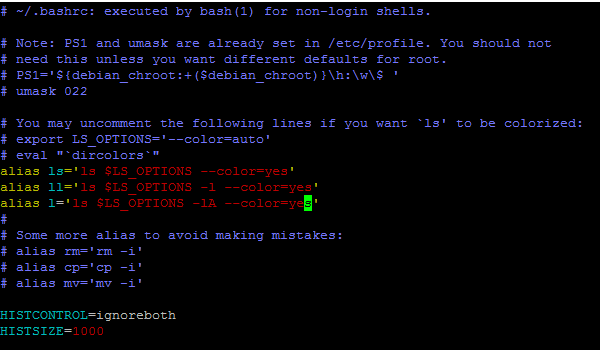 # ~/.bashrc: executed by bash(1) for non-login shells.
# Note: PS1 and umask are already set in /etc/profile. You should not
# need this unless you want different defaults for root.
# PS1='${debian_chroot:+($debian_chroot)}\h:\w\$ '
# umask 022
# You may uncomment the following lines if you want `ls' to be colorized:
# export LS_OPTIONS='--color=auto'
# eval "`dircolors`"
alias ls='ls $LS_OPTIONS --color=yes'
alias ll='ls $LS_OPTIONS -l --color=yes'
alias l='ls $LS_OPTIONS -lA --color=yes'
#
# Some more alias to avoid making mistakes:
# alias rm='rm -i'
# alias cp='cp -i'
# alias mv='mv -i'
HISTCONTROL=ignoreboth
HISTSIZE=1000